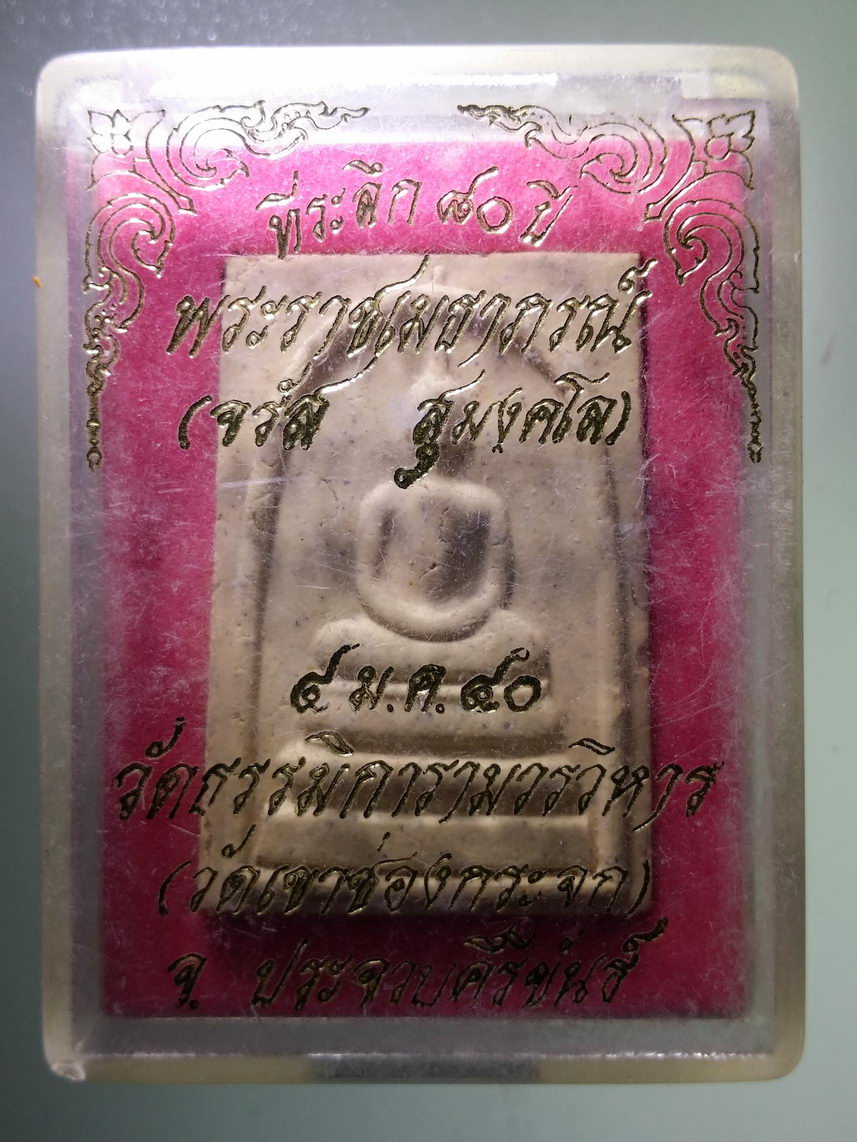 ที่ระลึก ๘๐ ปี
พระราชเมธาภรณ์
(จรัส สุมงฺคโล)
๔ ม.ค. ๔๐
วัดธรรมิการามวรวิหาร
(วัดเขาช่องกระจก)
จ. ประจวบคีรีขันธ์